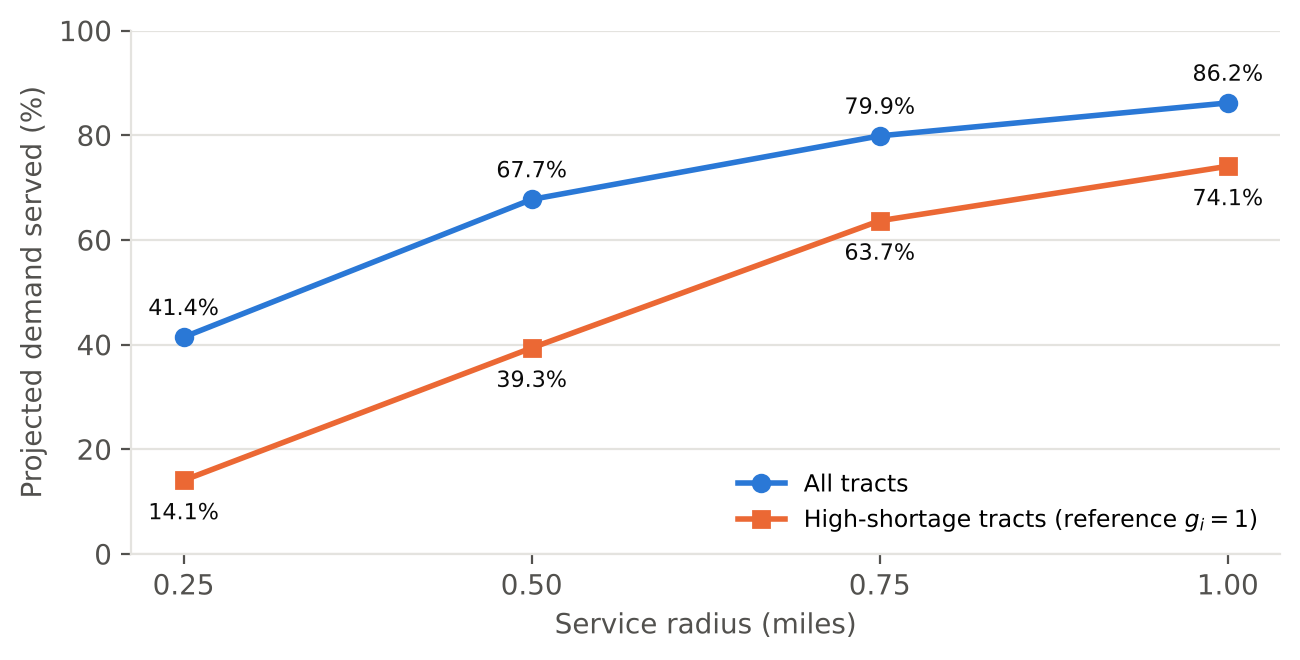 Projected demand served (%)
100
80
60
40
20
0
41.4%
67.7%
79.9%
86.2%
14.1%
39.3%
63.7%
74.1%
All tracts
High-shortage tracts (reference gᵢ = 1)
0.25 0.50 0.75 1.00
Service radius (miles)